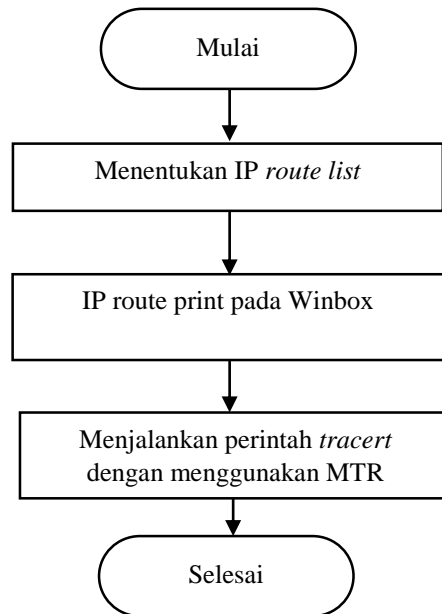 Mulai
Menentukan IP route list
IP route print pada Winbox
Menjalankan perintah tracert
dengan menggunakan MTR
Selesai